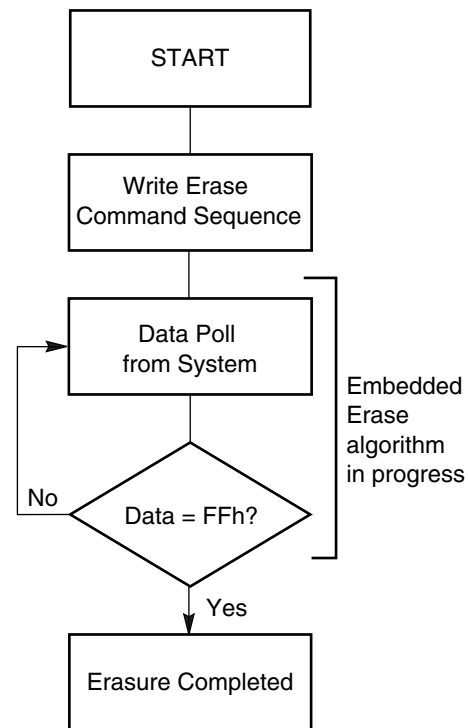 START
Write Erase
Command Sequence
Data Poll
from System
Embedded
Erase
algorithm
in progress
No
Data = FFh?
Yes
Erasure Completed